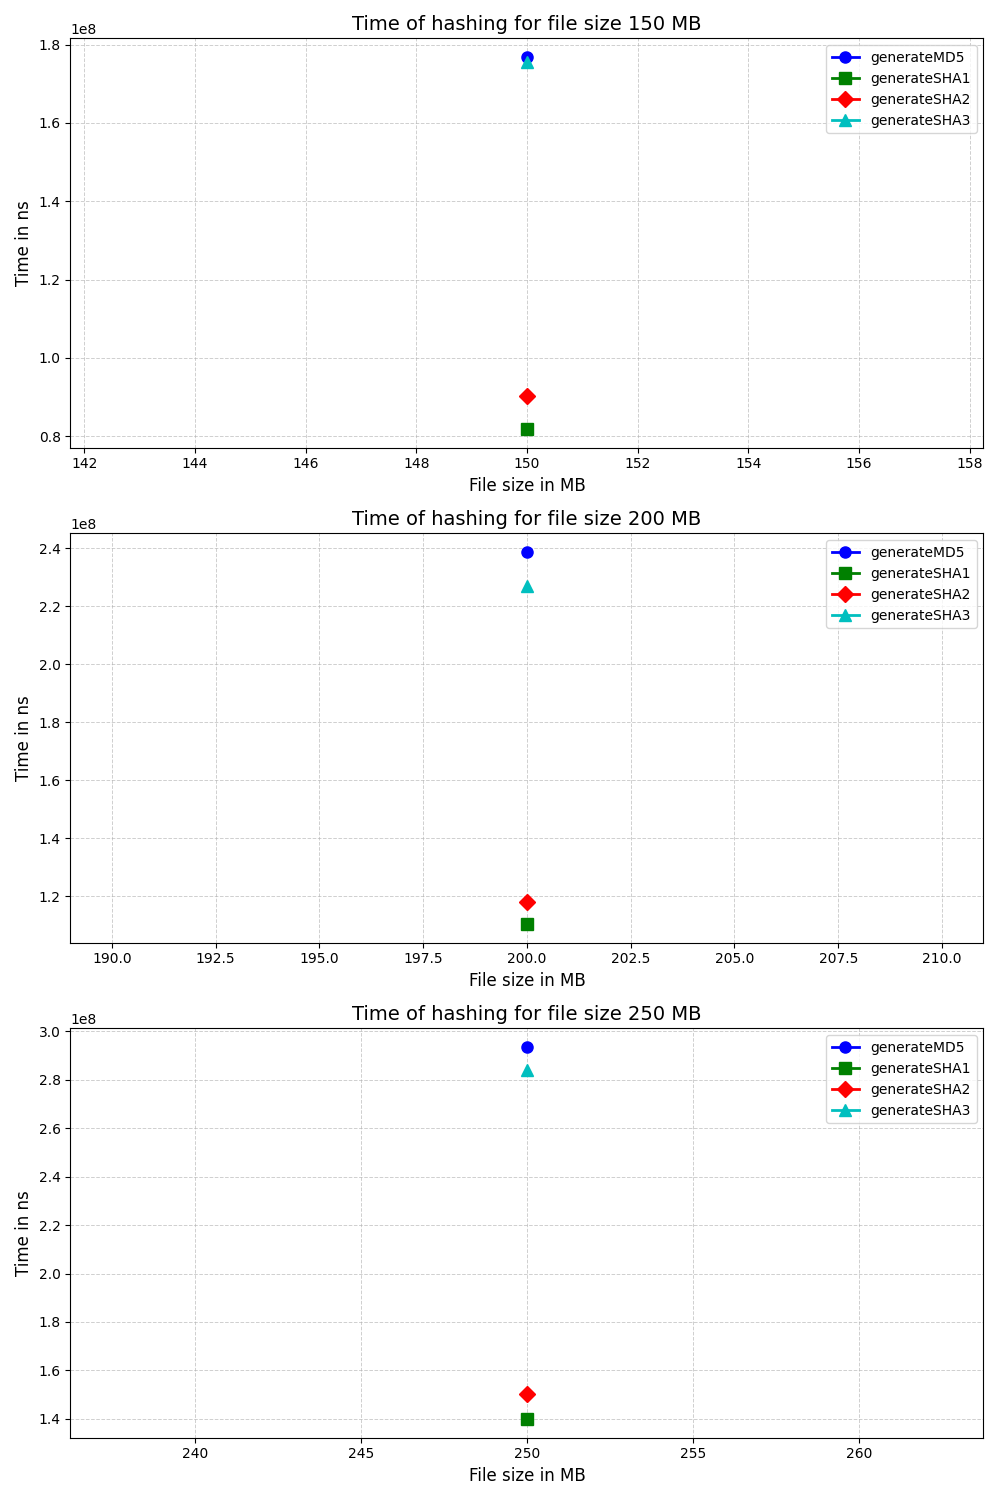 Time of hashing for file size 150 MB
1e8
1.8
1.6
1.4
1.2
1.0
0.8
Time in ns
generateMD5
generateSHA1
generateSHA2
generateSHA3
142 144 146 148 150 152 154 156 158
File size in MB
Time of hashing for file size 200 MB
1e8
2.4
2.2
2.0
1.8
1.6
1.4
1.2
Time in ns
generateMD5
generateSHA1
generateSHA2
generateSHA3
190.0 192.5 195.0 197.5 200.0 202.5 205.0 207.5 210.0
File size in MB
Time of hashing for file size 250 MB
1e8
3.0
2.8
2.6
2.4
2.2
2.0
1.8
1.6
1.4
Time in ns
generateMD5
generateSHA1
generateSHA2
generateSHA3
240 245 250 255 260
File size in MB